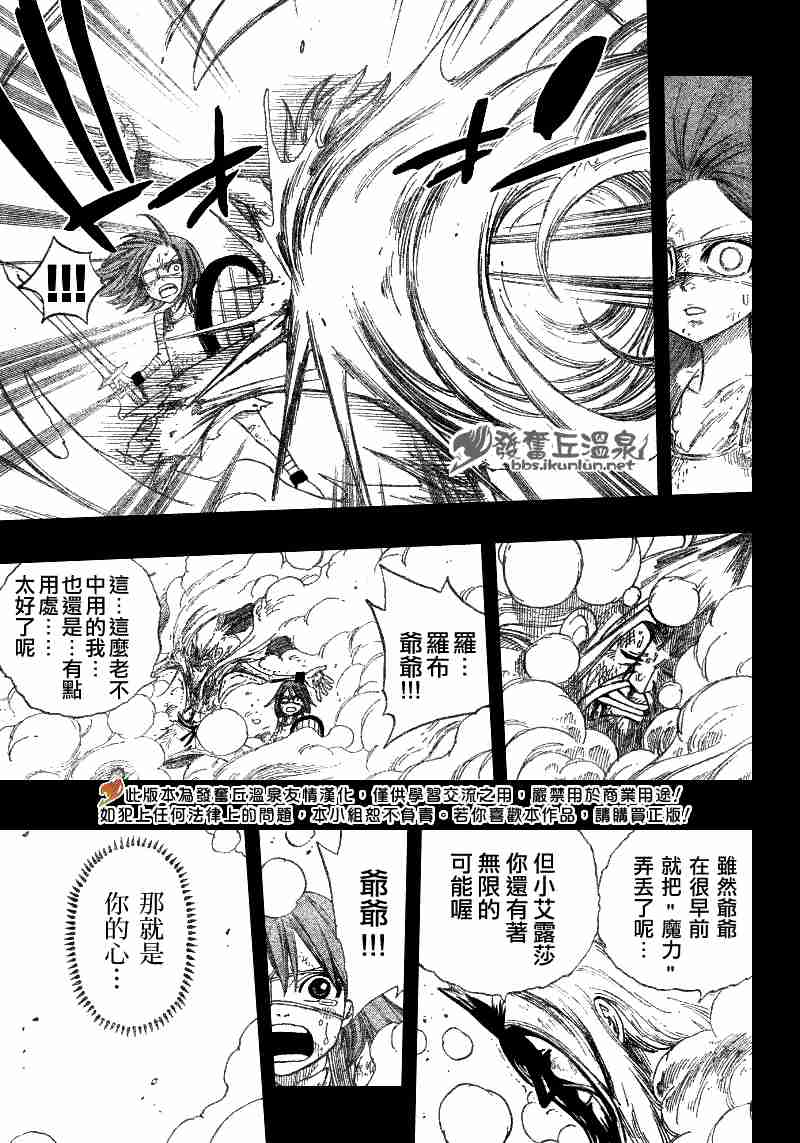 !!!
發奮丘溫泉
bbs.ikunlun.net
羅…
羅布
爺爺!!!
這…這麼老不
中用的我…
也還是…有點
用處……
太好了呢
此版本為發奮丘溫泉友情漢化，僅供學習交流之用，嚴禁用於商業用途!
如犯上任何法律上的問題，本小組恕不負責。若你喜歡本作品，請購買正版!
雖然爺爺
在很早前
就把"魔力"
弄丟了呢…
但小艾露莎
你還有著
無限的
可能喔
爺爺!!!
那就是
你的心…